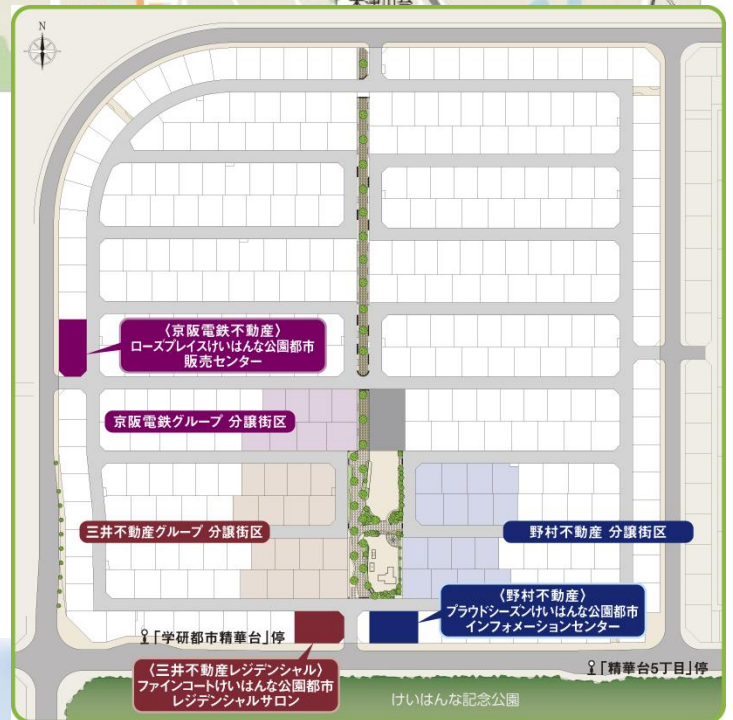 木津川台
N
〈京阪電鉄不動産〉
ローズプレイスけいはんな公園都市
販売センター
京阪電鉄グループ 分譲街区
三井不動産グループ 分譲街区
野村不動産 分譲街区
〈野村不動産〉
プラウドシーズンけいはんな公園都市
インフォメーションセンター
「学研都市精華台」停
〈三井不動産レジデンシャル〉
ファインコートけいはんな公園都市
レジデンシャルサロン
「精華台5丁目」停
けいはんな記念公園